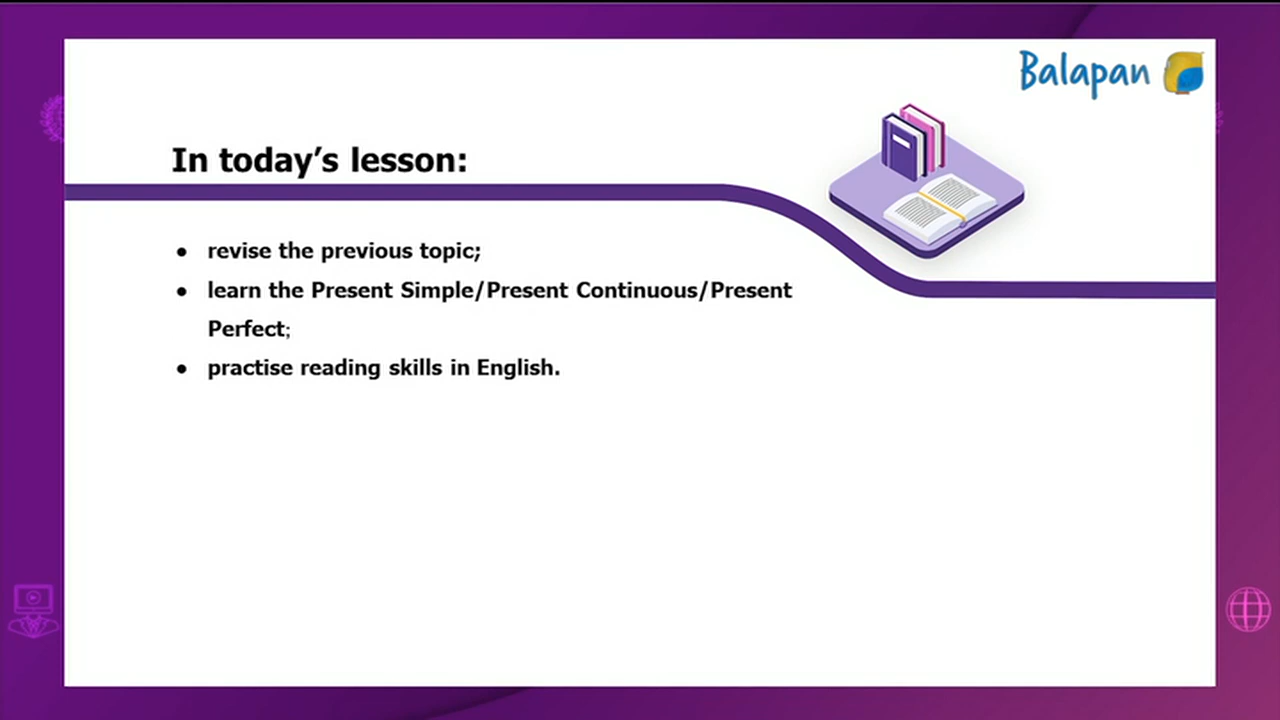 Balapan
In today’s lesson:
● revise the previous topic;
● learn the Present Simple/Present Continuous/Present
Perfect;
● practise reading skills in English.